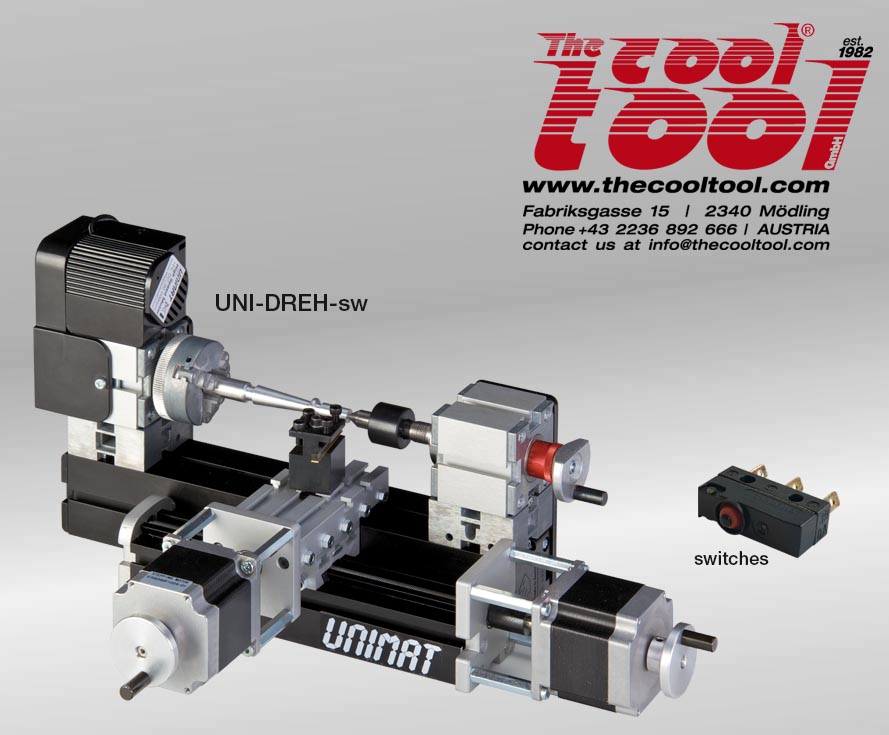 The cool tool® GmbH
est. 1982
www.thecooltool.com
Fabriksgasse 15 | 2340 Mödling
Phone +43 2236 892 666 | AUSTRIA
contact us at info@thecooltool.com
UNI-DREH-sw
switches
UNIMAT